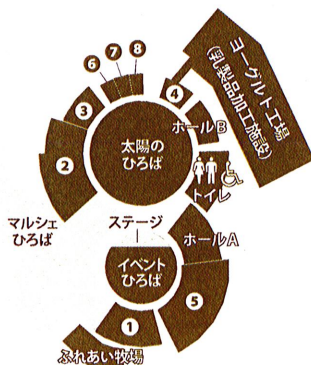 ⑥ ⑦ ⑧
③
④
ヨーグルト工場
(乳製品加工施設)
ホールB
太陽の
ひろば
②
トイレ
マルシェ
ひろば
ステージ
ホールA
イベント
ひろば
⑤
①
ふれあい牧場